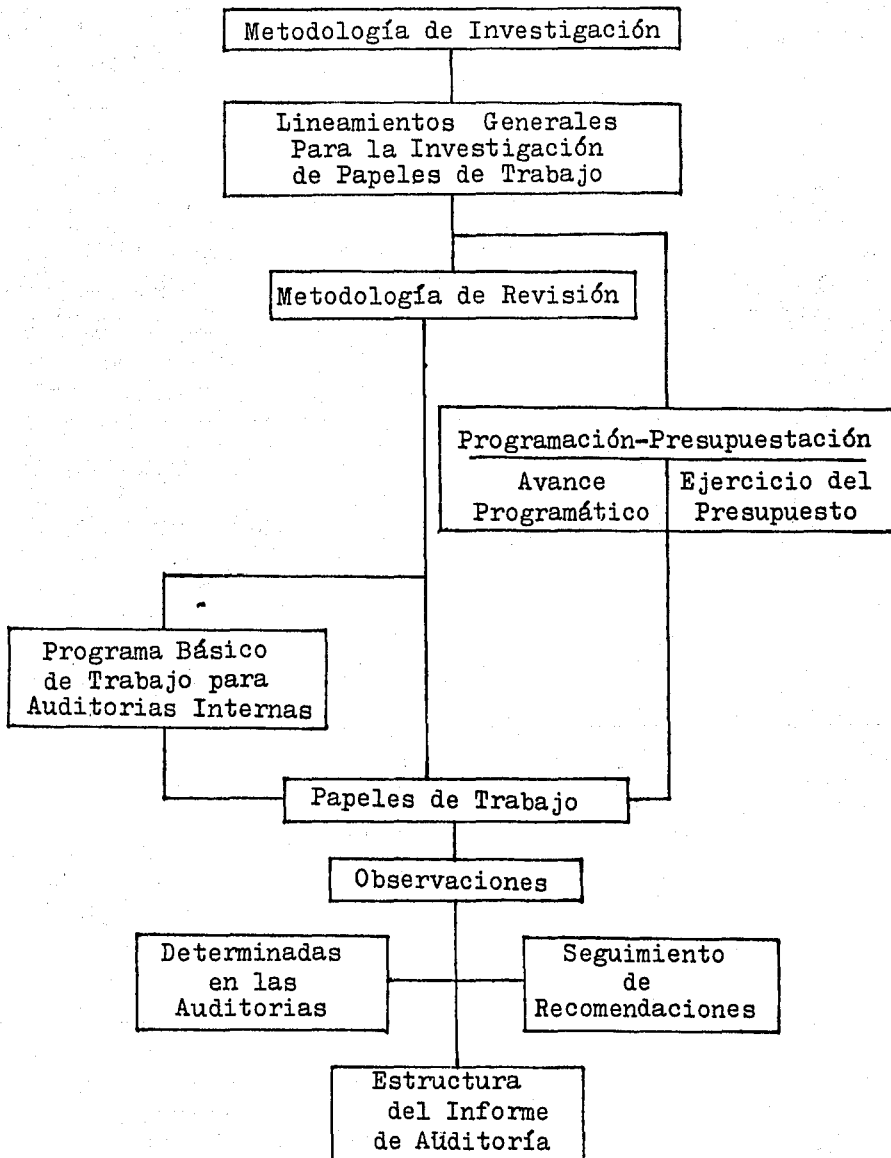 Metodología de Investigación
Lineamientos Generales
Para la Investigación
de Papeles de Trabajo
Metodología de Revisión
Programación-Presupuestación
Avance
Programático
Ejercicio del
Presupuesto
Programa Básico
de Trabajo para
Auditorias Internas
Papeles de Trabajo
Observaciones
Determinadas
en las
Auditorias
Seguimiento
de
Recomendaciones
Estructura
del Informe
de Auditoría